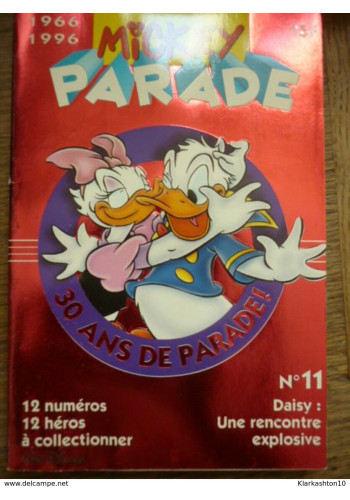 1966
1996
MiCKEY
PARADE
30 ANS DE PARADE!
N°11
12 numéros
12 héros
à collectionner
Daisy :
Une rencontre
explosive
www.delcampe.net
Klarkashton10